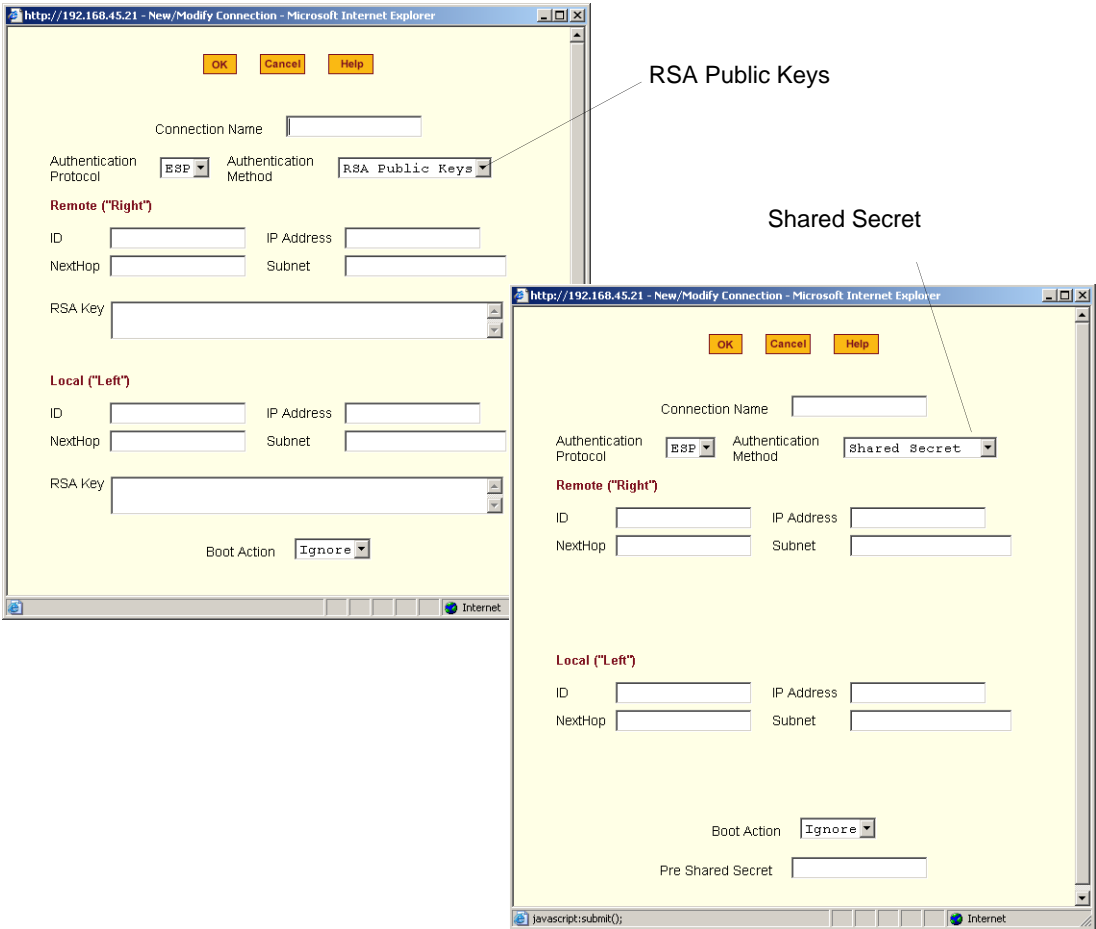 http://192.168.45.21 - New/Modify Connection - Microsoft Internet Explorer
OK Cancel Help
Connection Name
Authentication Protocol ESP Authentication Method RSA Public Keys
Remote ("Right")
ID IP Address
NextHop Subnet
RSA Key
Local ("Left")
ID IP Address
NextHop Subnet
RSA Key
Boot Action Ignore
Internet
RSA Public Keys
Shared Secret
http://192.168.45.21 - New/Modify Connection - Microsoft Internet Explorer
OK Cancel Help
Connection Name
Authentication Protocol ESP Authentication Method Shared Secret
Remote ("Right")
ID IP Address
NextHop Subnet
Local ("Left")
ID IP Address
NextHop Subnet
Boot Action Ignore
Pre Shared Secret
javascript:submit(); Internet